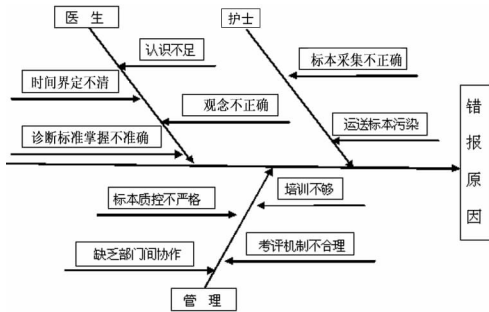 医生
护士
认识不足
标本采集不正确
时间界定不清
观念不正确
运送标本污染
诊断标准掌握不准确
错报原因
标本质控不严格
培训不够
缺乏部门间协作
考评机制不合理
管理